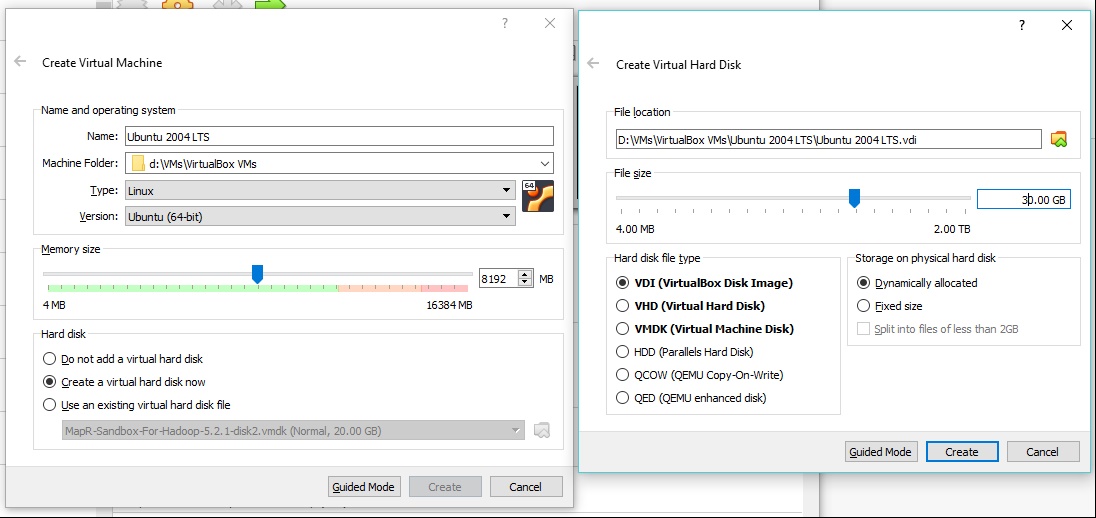 ?
Create Virtual Machine
Name and operating system
Name: Ubuntu 2004 LTS
Machine Folder: d:\VMs\VirtualBox VMs
Type: Linux
64
Version: Ubuntu (64-bit)
Memory size
8192 MB
4 MB 16384 MB
Hard disk
Do not add a virtual hard disk
Create a virtual hard disk now
Use an existing virtual hard disk file
MapR-Sandbox-For-Hadoop-5.2.1-disk2.vmdk (Normal, 20.00 GB)
Guided Mode Create Cancel
?
Create Virtual Hard Disk
File location
D:\VMs\VirtualBox VMs\Ubuntu 2004 LTS\Ubuntu 2004 LTS.vdi
File size
30.00 GB
4.00 MB 2.00 TB
Hard disk file type
VDI (VirtualBox Disk Image)
VHD (Virtual Hard Disk)
VMDK (Virtual Machine Disk)
HDD (Parallels Hard Disk)
QCOW (QEMU Copy-On-Write)
QED (QEMU enhanced disk)
Storage on physical hard disk
Dynamically allocated
Fixed size
Split into files of less than 2GB
Guided Mode Create Cancel